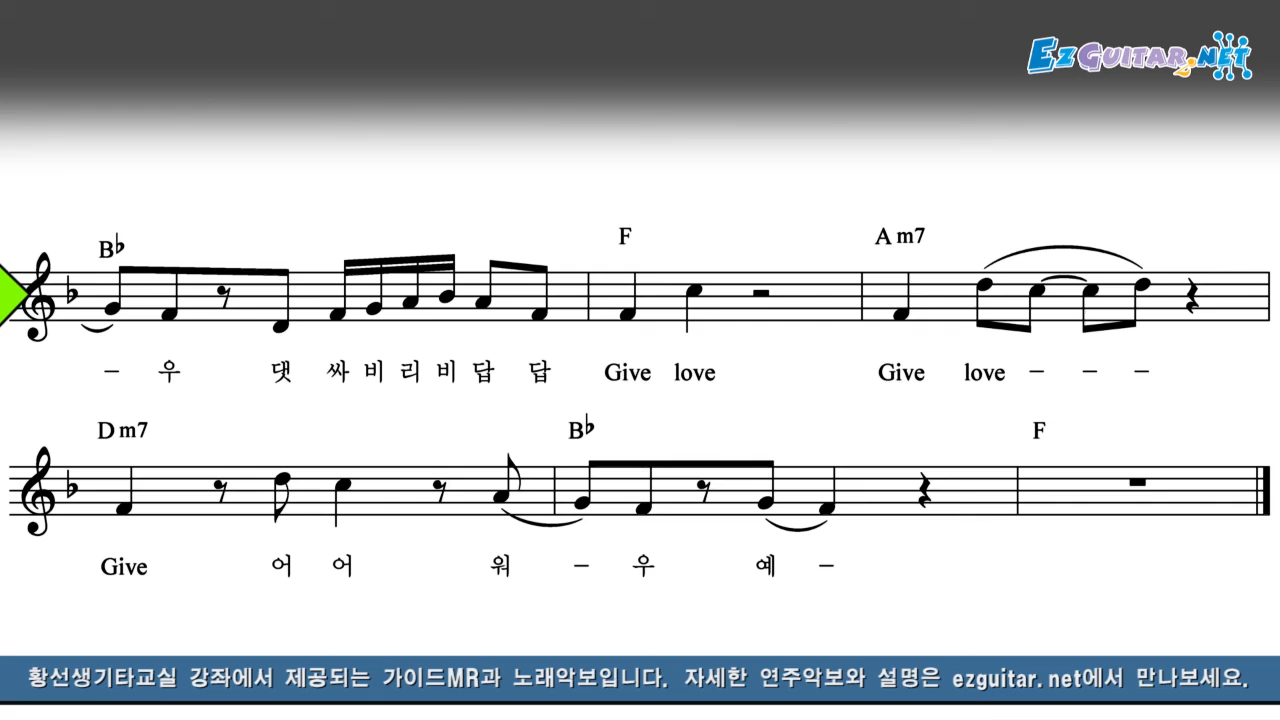 EzGuitar.net
B♭ F A m7
- 우 댓 싸 비 리 비 답 답 Give love Give love - - -
D m7 B♭ F
Give 어 어 워 - 우 예 -
황선생기타교실 강좌에서 제공되는 가이드MR과 노래악보입니다. 자세한 연주악보와 설명은 ezguitar.net에서 만나보세요.